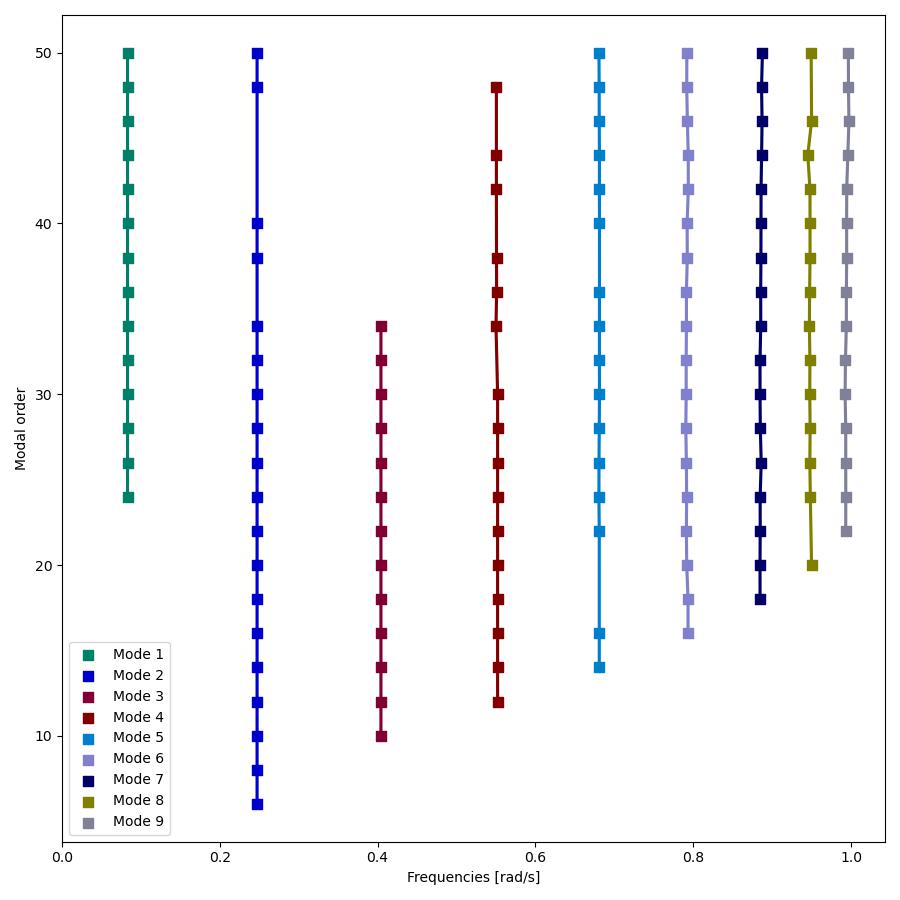 50
40
30
20
10
Modal order
Mode 1
Mode 2
Mode 3
Mode 4
Mode 5
Mode 6
Mode 7
Mode 8
Mode 9
0.0 0.2 0.4 0.6 0.8 1.0
Frequencies [rad/s]